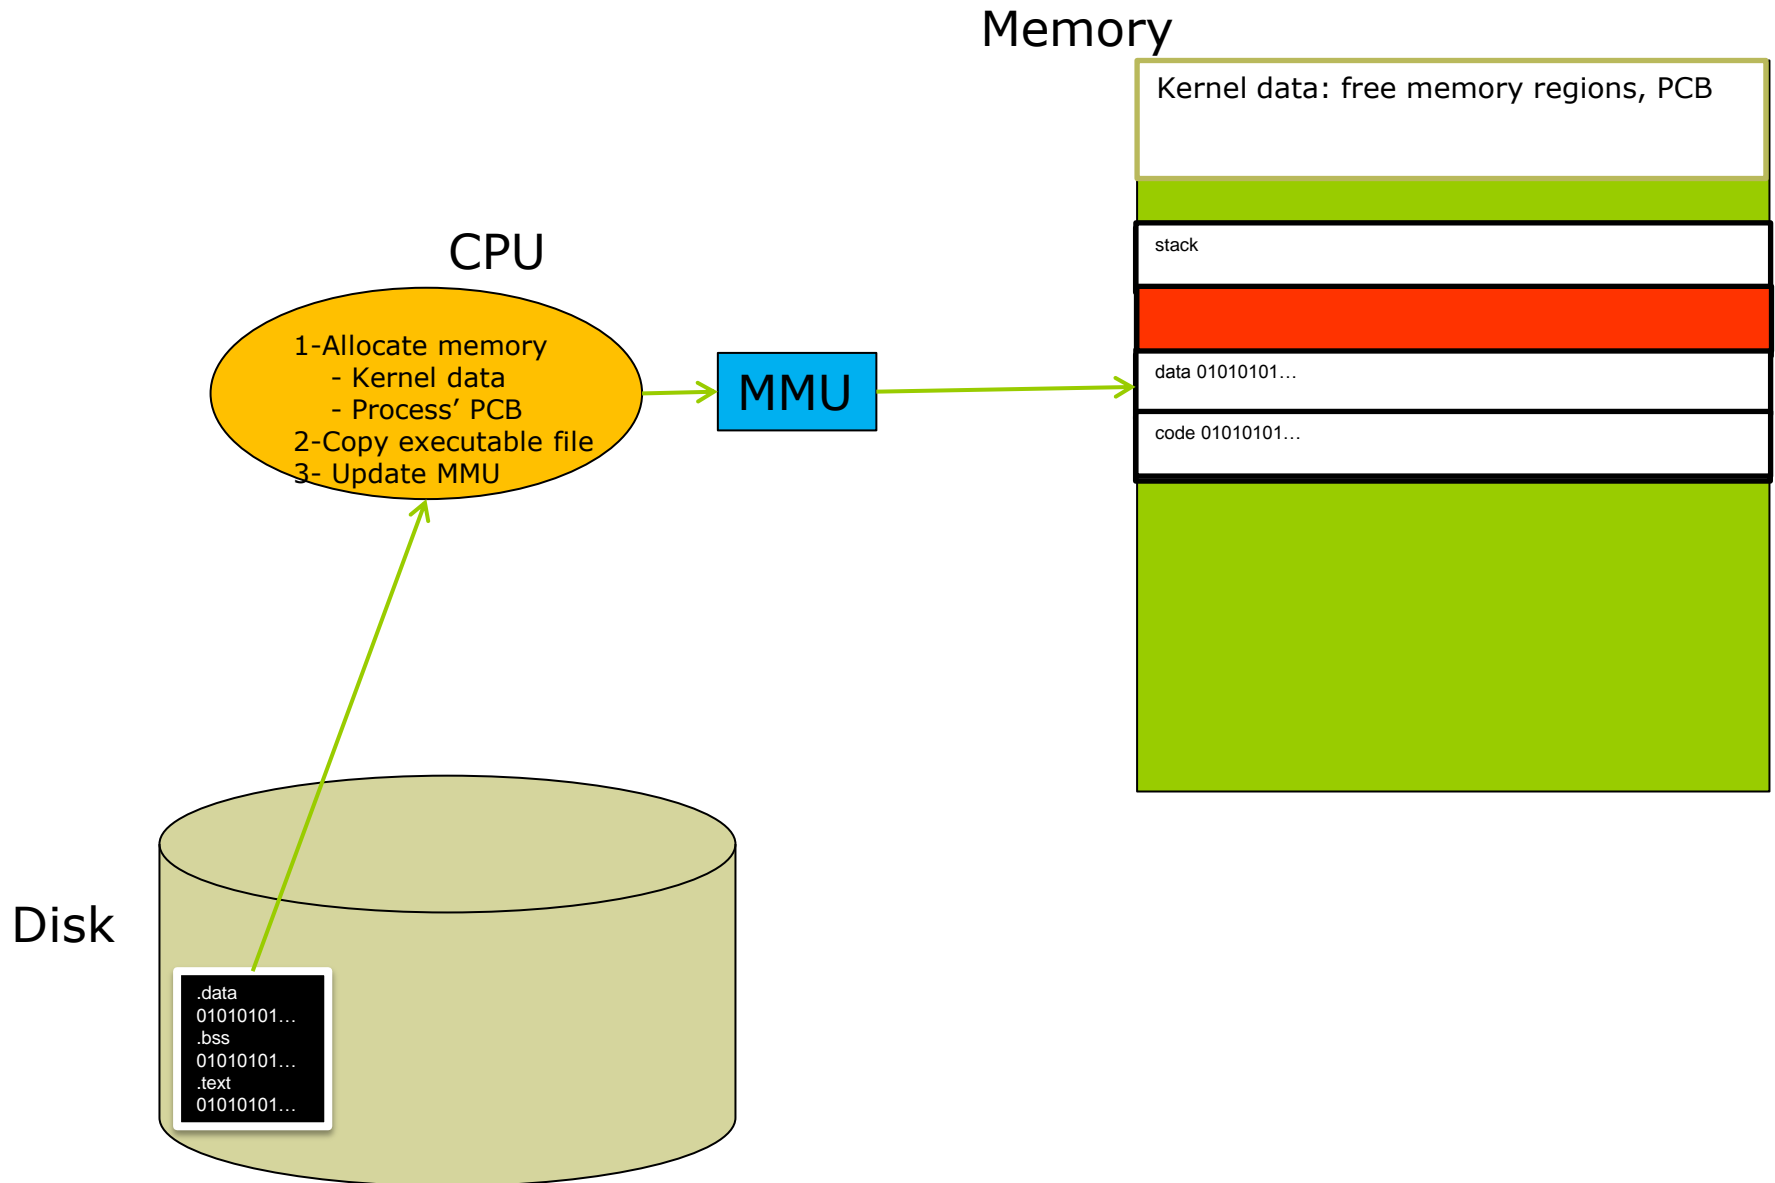 Memory
Kernel data: free memory regions, PCB
stack
data 01010101…
code 01010101…
CPU
1-Allocate memory
- Kernel data
- Process’ PCB
2-Copy executable file
3- Update MMU
MMU
Disk
.data
01010101…
.bss
01010101…
.text
01010101…